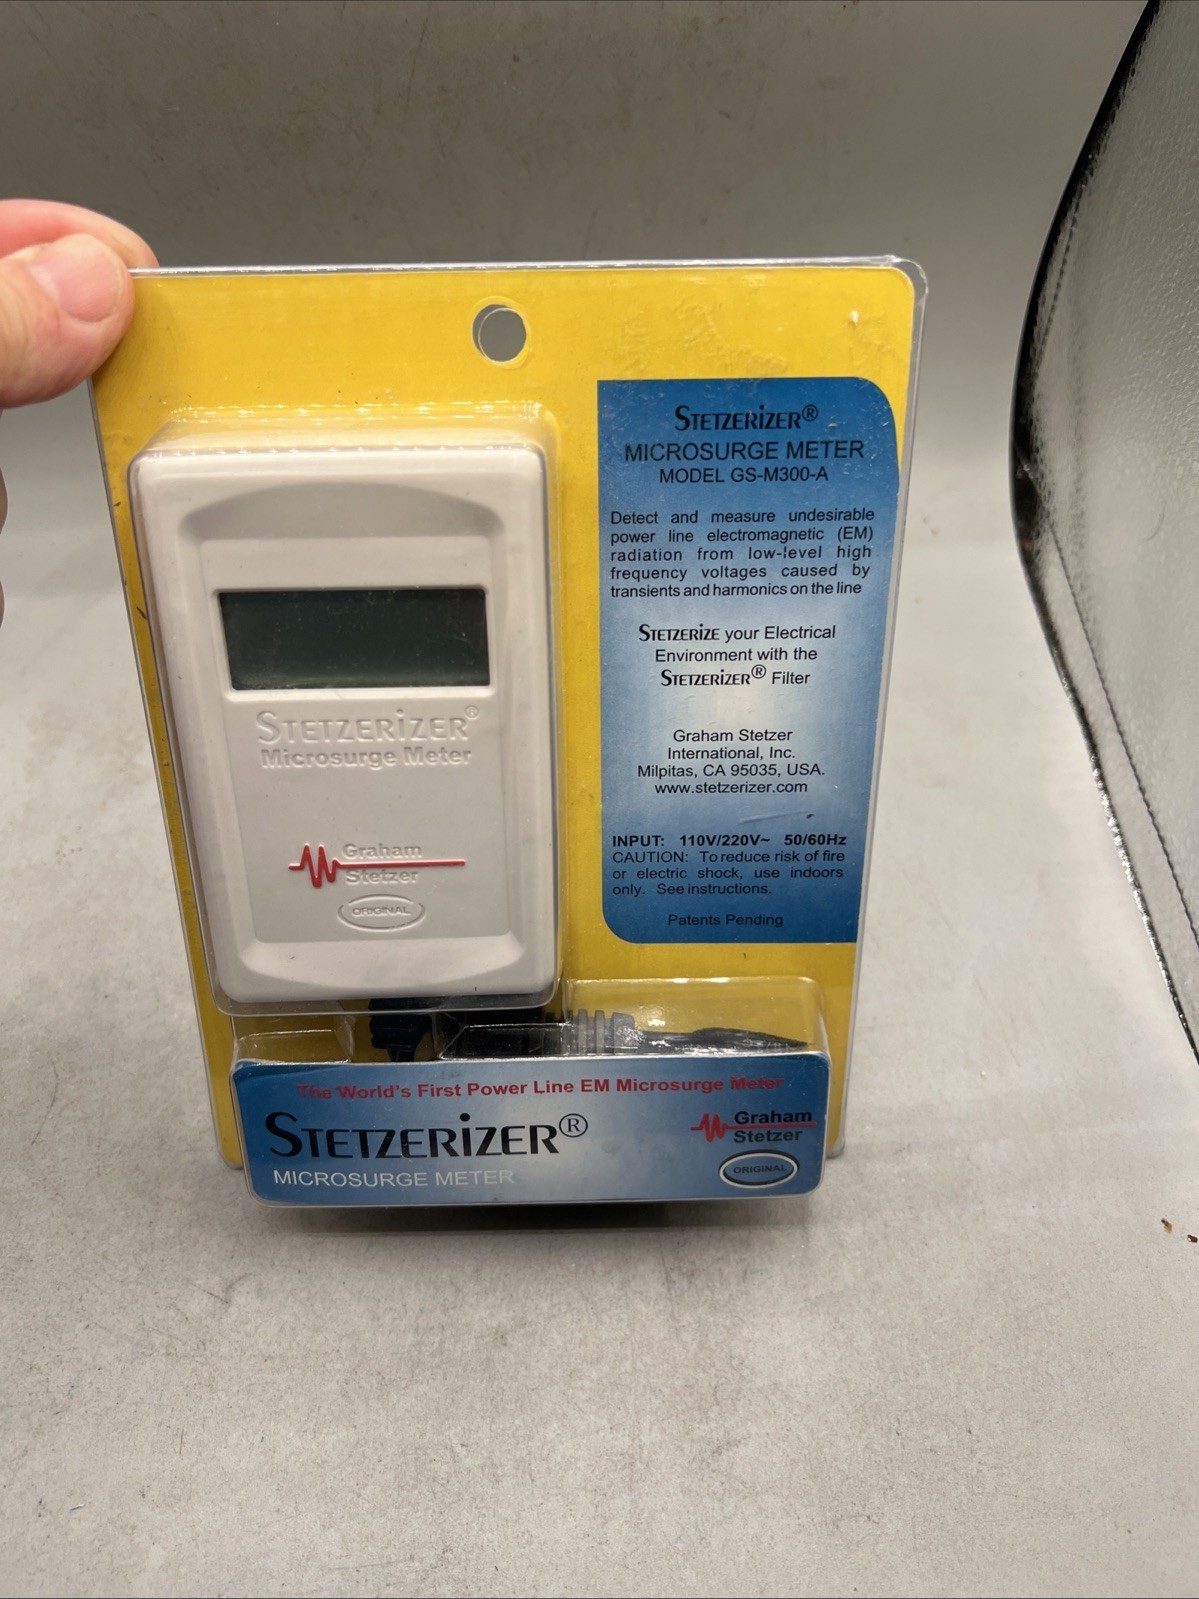 STETZERiZER®
MICROSURGE METER
MODEL GS-M300-A
Detect and measure undesirable
power line electromagnetic (EM)
radiation from low-level high
frequency voltages caused by
transients and harmonics on the line
STETZERiZE your Electrical
Environment with the
STETZERiZER® Filter
Graham Stetzer
International, Inc.
Milpitas, CA 95035, USA.
www.stetzerizer.com
INPUT: 110V/220V~ 50/60Hz
CAUTION: To reduce risk of fire
or electric shock, use indoors
only. See instructions.
Patents Pending
STETZERiZER®
Microsurge Meter
Graham
Stetzer
ORIGINAL
The World's First Power Line EM Microsurge Meter
STETZERiZER®
MICROSURGE METER
Graham
Stetzer
ORIGINAL